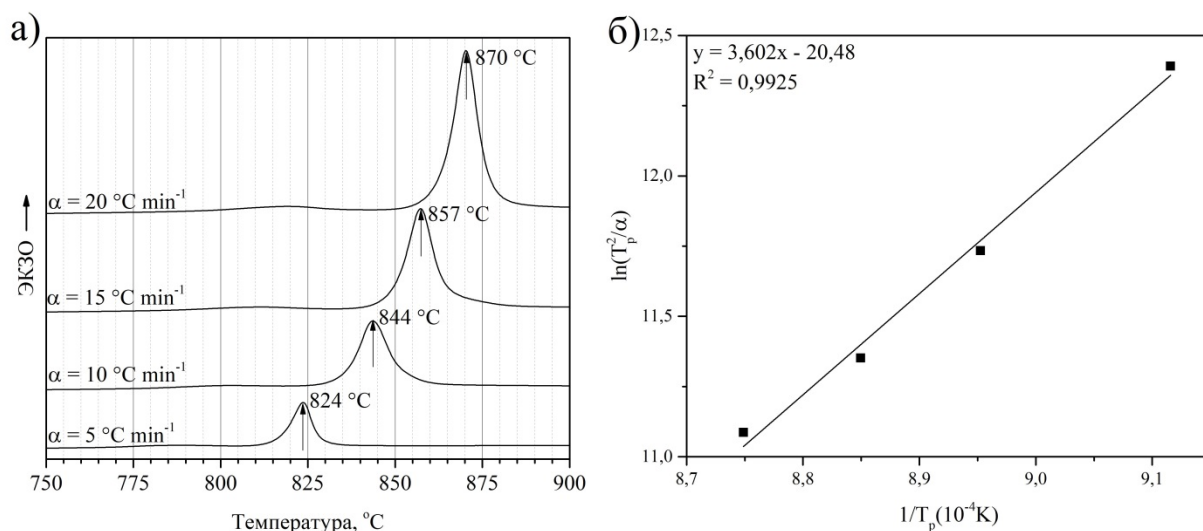 а)
ЭКЗО
α = 20 °C min⁻¹
870 °C
α = 15 °C min⁻¹
857 °C
α = 10 °C min⁻¹
844 °C
α = 5 °C min⁻¹
824 °C
750 775 800 825 850 875 900
Температура, °C
б)
y = 3,602x - 20,48
R² = 0,9925
ln(Tₚ²/α)
12,5
12,0
11,5
11,0
8,7 8,8 8,9 9,0 9,1
1/Tₚ(10⁻⁴K)